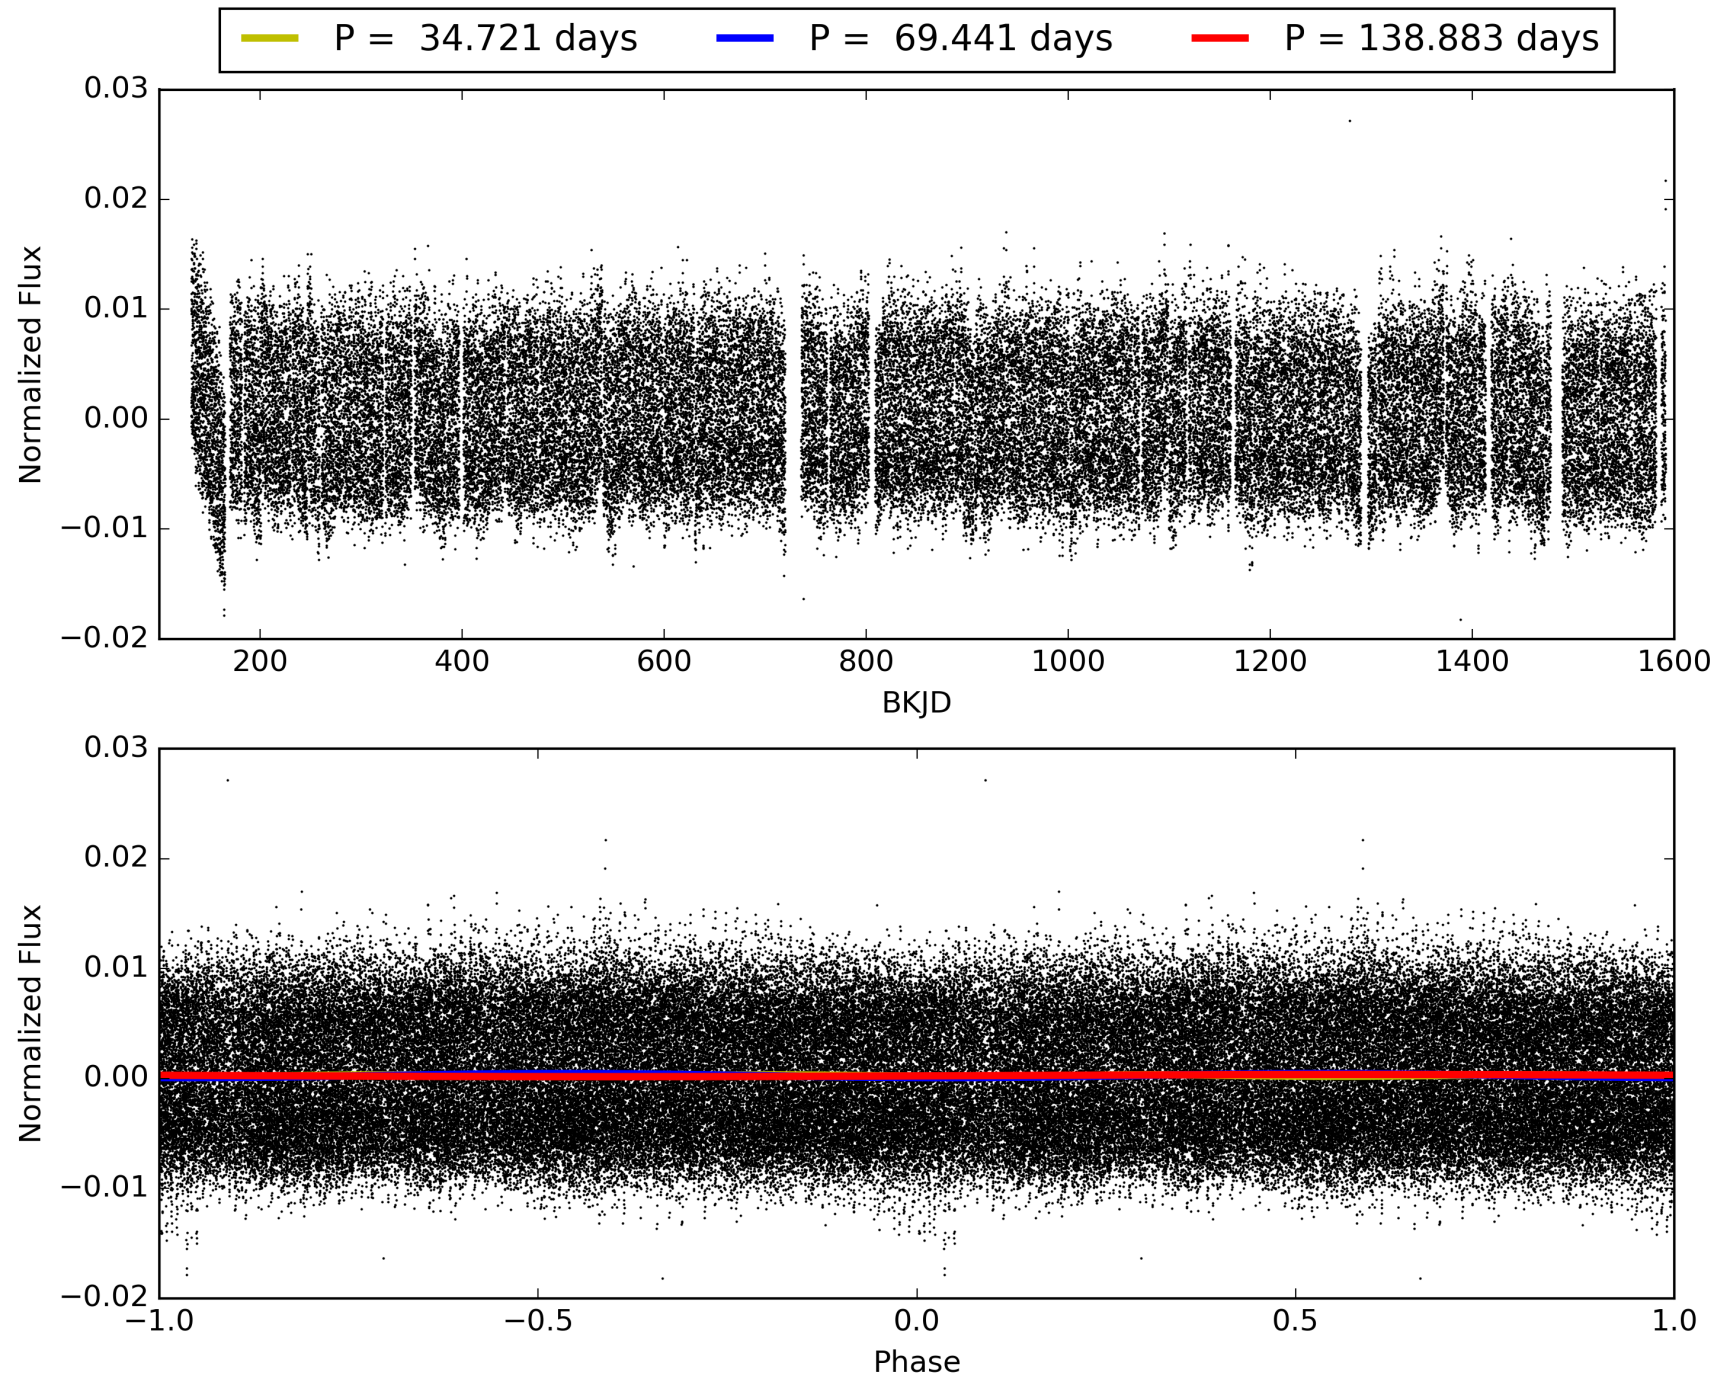 P = 34.721 days P = 69.441 days P = 138.883 days
0.03
0.02
0.01
0.00
−0.01
−0.02
Normalized Flux
200 400 600 800 1000 1200 1400 1600
BKJD
0.03
0.02
0.01
0.00
−0.01
−0.02
Normalized Flux
−1.0 −0.5 0.0 0.5 1.0
Phase